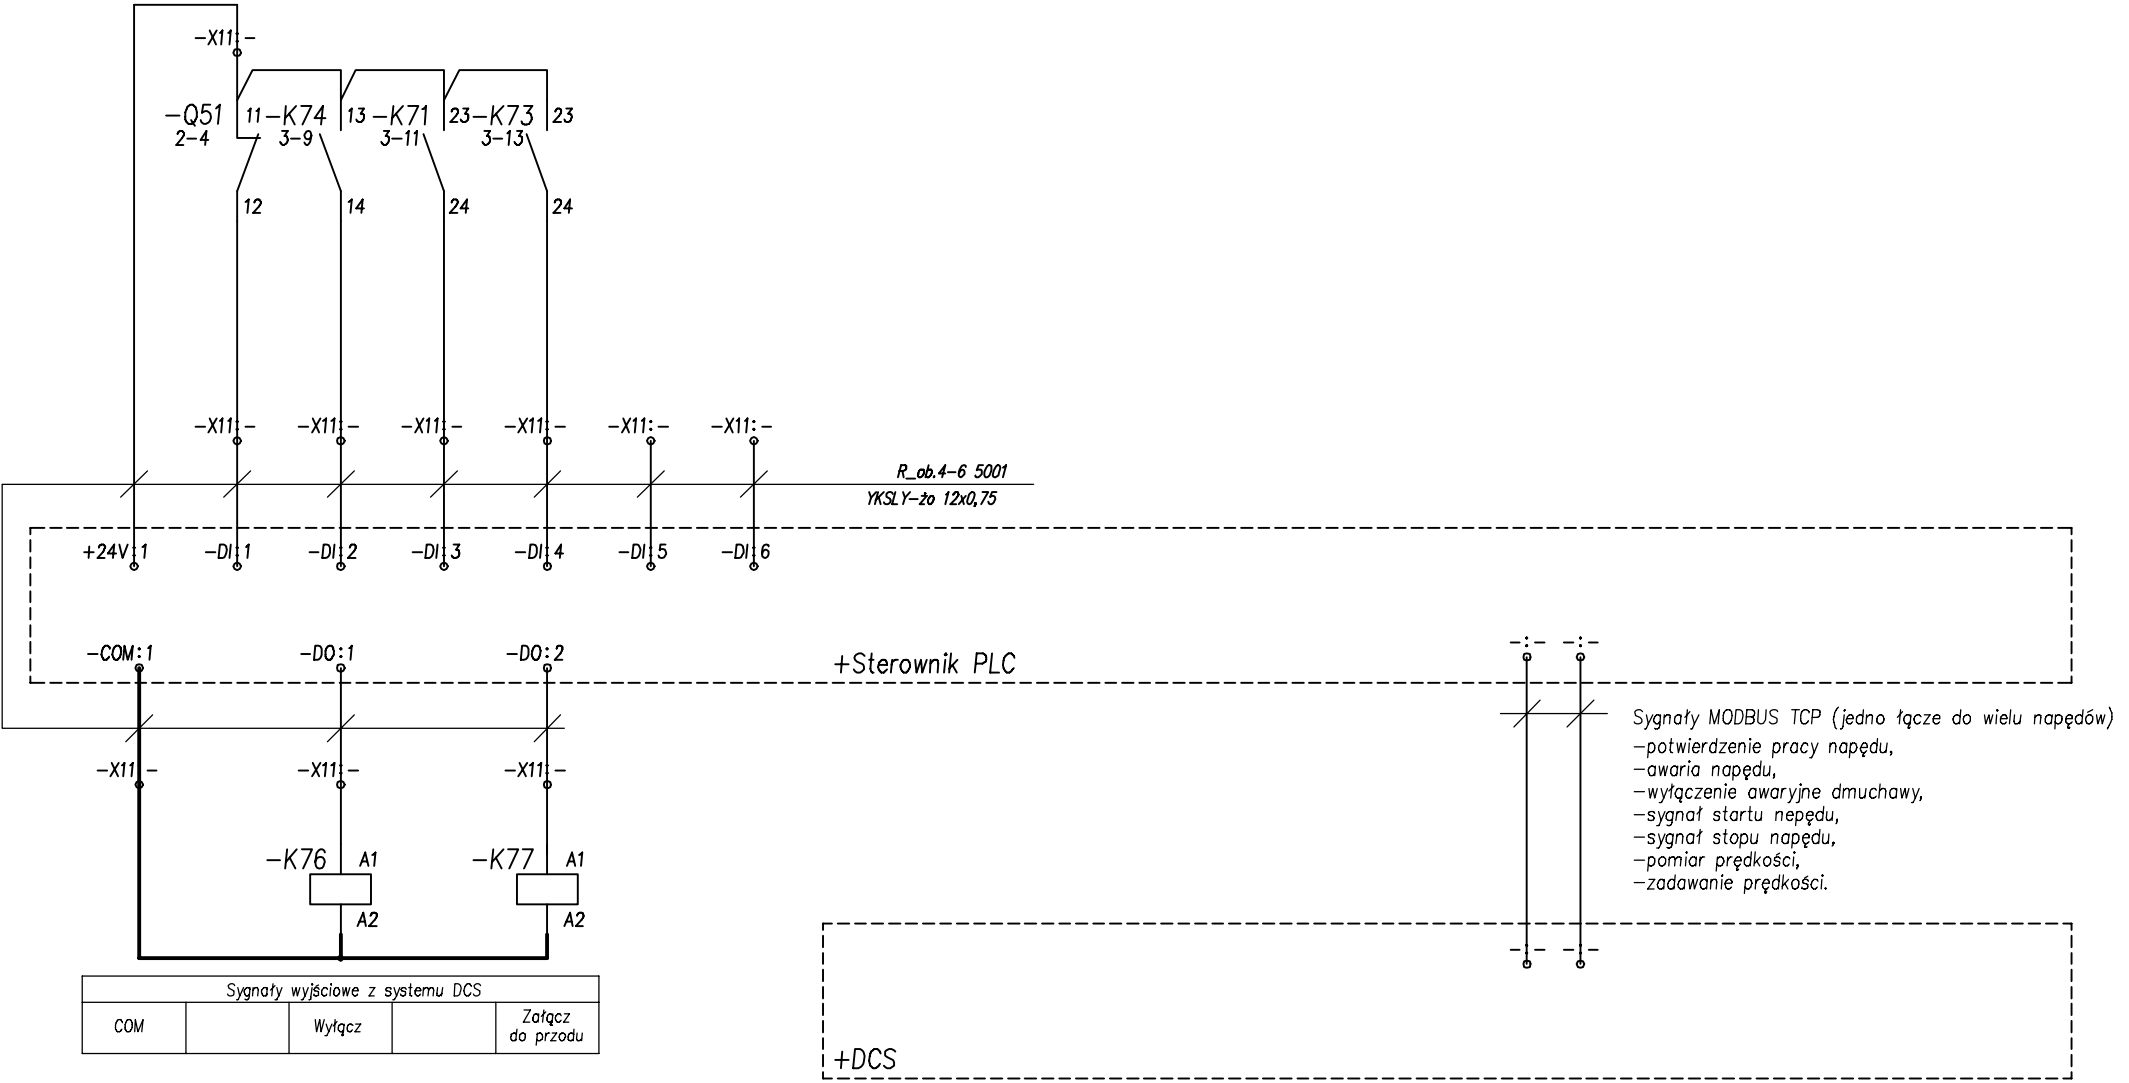 -X11:-
-Q51 11 -K74 13 -K71 23 -K73 23
2-4 3-9 3-11 3-13
12 14 24 24
-X11:- -X11:- -X11:- -X11:- -X11:- -X11:-
R_ob.4-6 5001
YKSLY-żo 12x0,75
+24V:1 -DI:1 -DI:2 -DI:3 -DI:4 -DI:5 -DI:6
-COM:1 -DO:1 -DO:2 -:- -:-
+Sterownik PLC
Sygnały MODBUS TCP (jedno łącze do wielu napędów)
-potwierdzenie pracy napędu,
-awaria napędu,
-wyłączenie awaryjne dmuchawy,
-sygnał startu nepędu,
-sygnał stopu napędu,
-pomiar prędkości,
-zadawanie prędkości.
-X11:- -X11:- -X11:-
-K76 A1 -K77 A1
A2 A2
-:- -:-
Sygnały wyjściowe z systemu DCS
COM Wyłącz Załącz
do przodu
+DCS